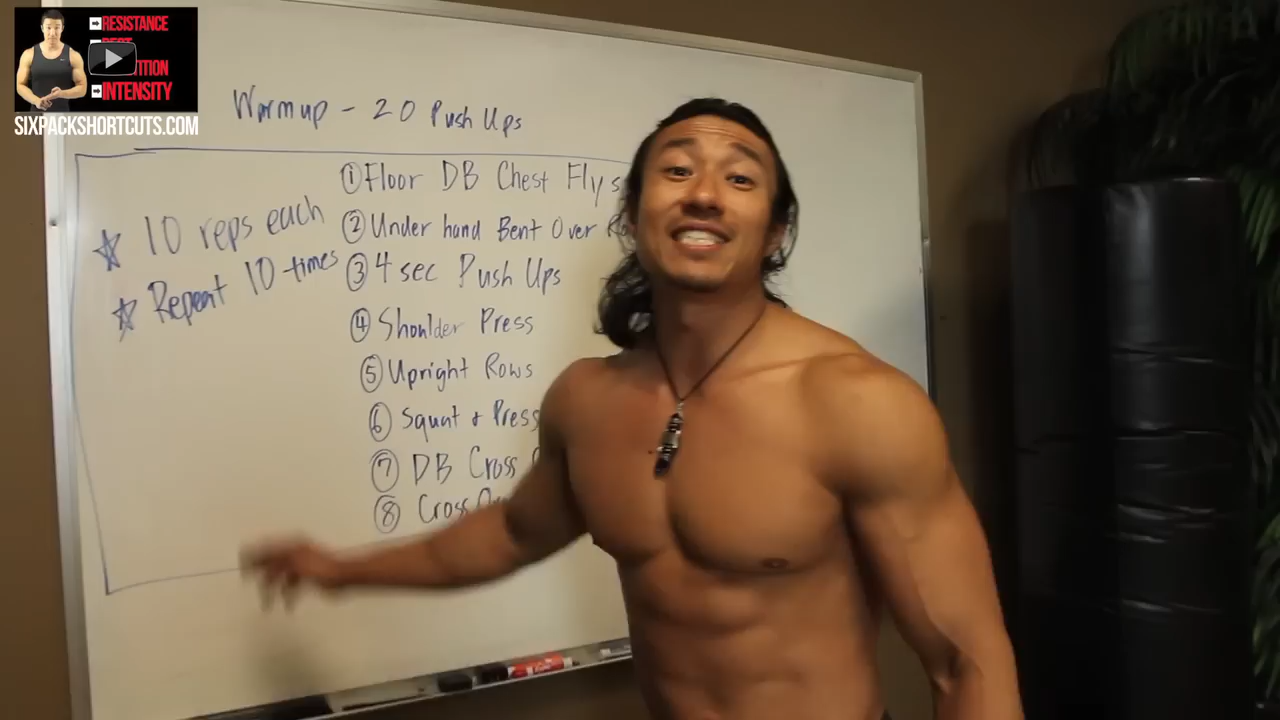 RESISTANCE
INTENSITY
SIXPACKSHORTCUTS.COM
Warmup - 20 Push Ups
★ 10 reps each
★ Repeat 10 times
① Floor DB Chest Flys
② Under hand Bent Over
③ 4 sec Push Ups
④ Shoulder Press
⑤ Upright Rows
⑥ Squat + Press
⑦ DB Cross
⑧ Cross